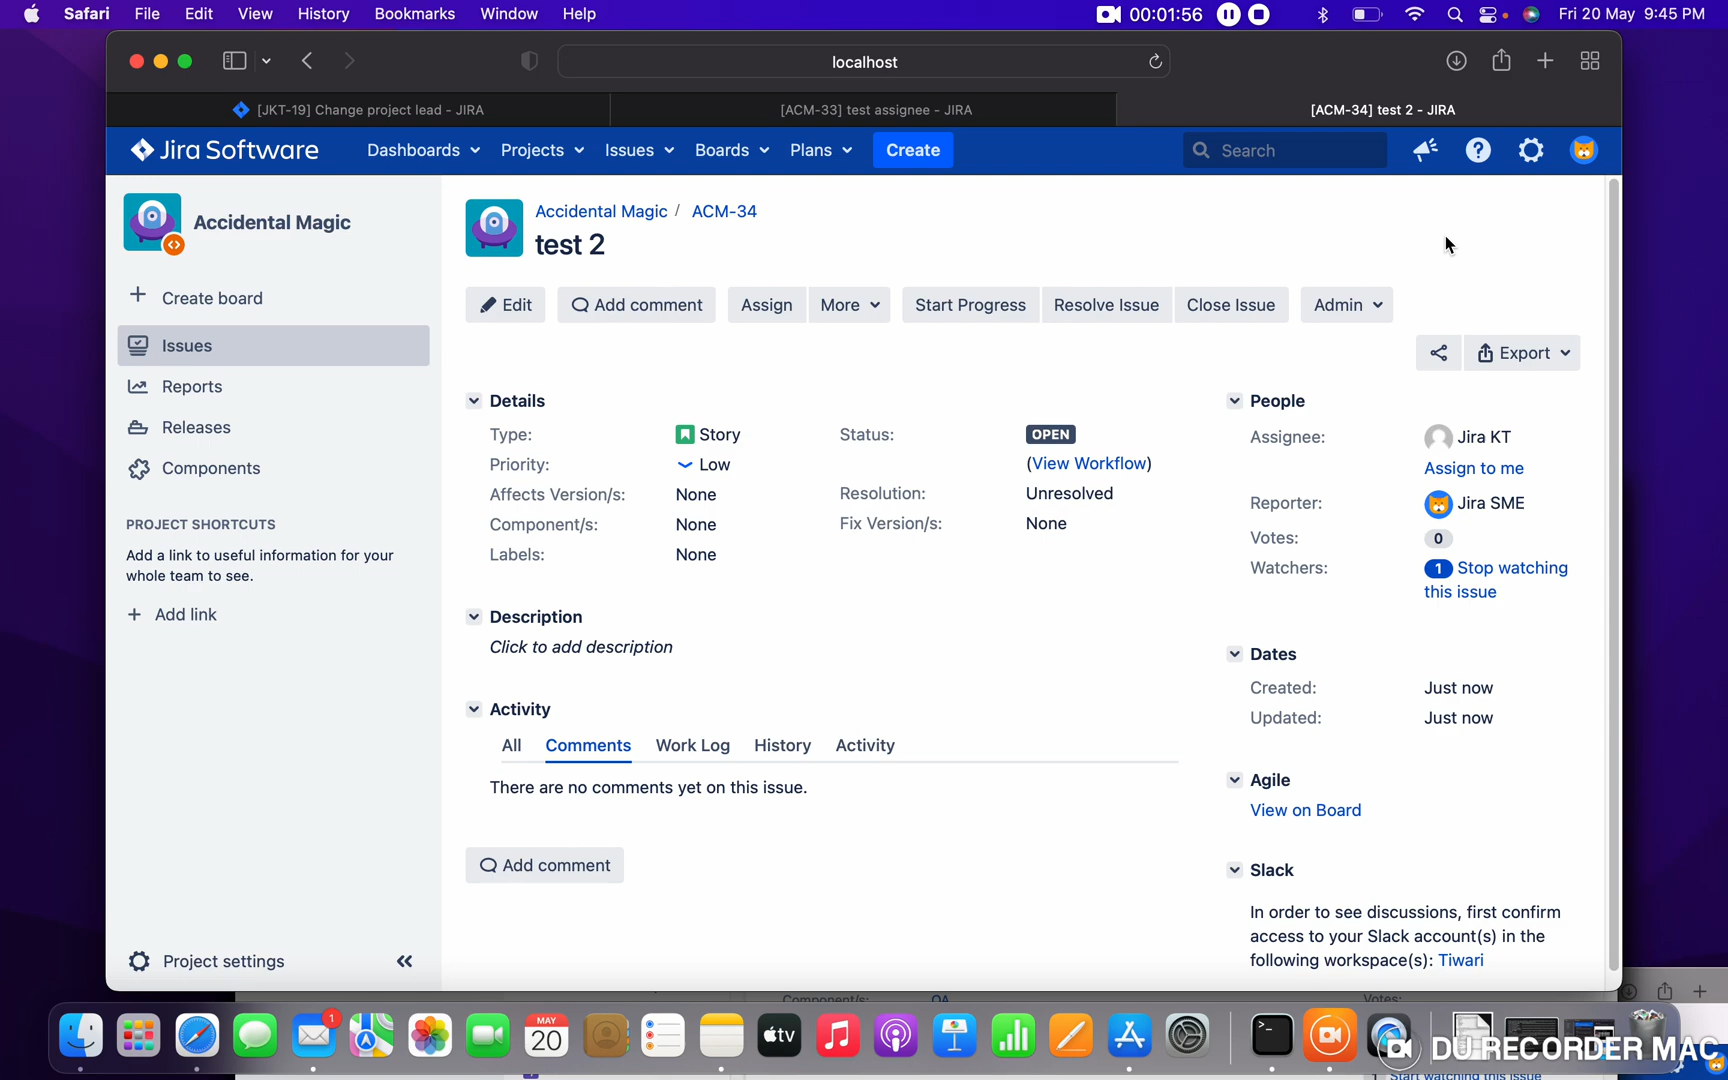 Safari File Edit View History Bookmarks Window Help 00:01:56 Fri 20 May 9:45 PM
localhost
[JKT-19] Change project lead - JIRA [ACM-33] test assignee - JIRA [ACM-34] test 2 - JIRA
Jira Software Dashboards Projects Issues Boards Plans Create Search
Accidental Magic
Create board
Issues
Reports
Releases
Components
PROJECT SHORTCUTS
Add a link to useful information for your
whole team to see.
+ Add link
Project settings
Accidental Magic / ACM-34
test 2
Edit Add comment Assign More Start Progress Resolve Issue Close Issue Admin
Export
Details
Type: Story Status: OPEN
Priority: Low (View Workflow)
Affects Version/s: None Resolution: Unresolved
Component/s: None Fix Version/s: None
Labels: None
Description
Click to add description
Activity
All Comments Work Log History Activity
There are no comments yet on this issue.
Add comment
People
Assignee: Jira KT
Assign to me
Reporter: Jira SME
Votes: 0
Watchers: 1 Stop watching
this issue
Dates
Created: Just now
Updated: Just now
Agile
View on Board
Slack
In order to see discussions, first confirm
access to your Slack account(s) in the
following workspace(s): Tiwari
Component/s: QA Votes:
1
MAY
20
tv
DU RECORDER MAC
Start watching this issue